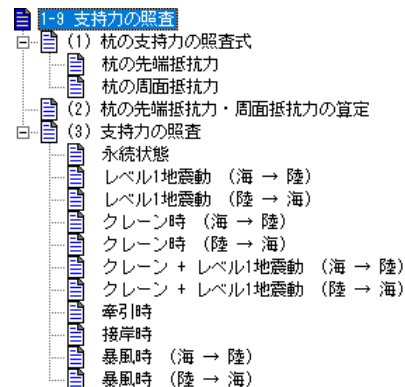 1-9 支持力の照査
(1) 杭の支持力の照査式
杭の先端抵抗力
杭の周面抵抗力
(2) 杭の先端抵抗力・周面抵抗力の算定
(3) 支持力の照査
永続状態
レベル1地震動 (海 → 陸)
レベル1地震動 (陸 → 海)
クレーン時 (海 → 陸)
クレーン時 (陸 → 海)
クレーン + レベル1地震動 (海 → 陸)
クレーン + レベル1地震動 (陸 → 海)
牽引時
接岸時
暴風時 (海 → 陸)
暴風時 (陸 → 海)